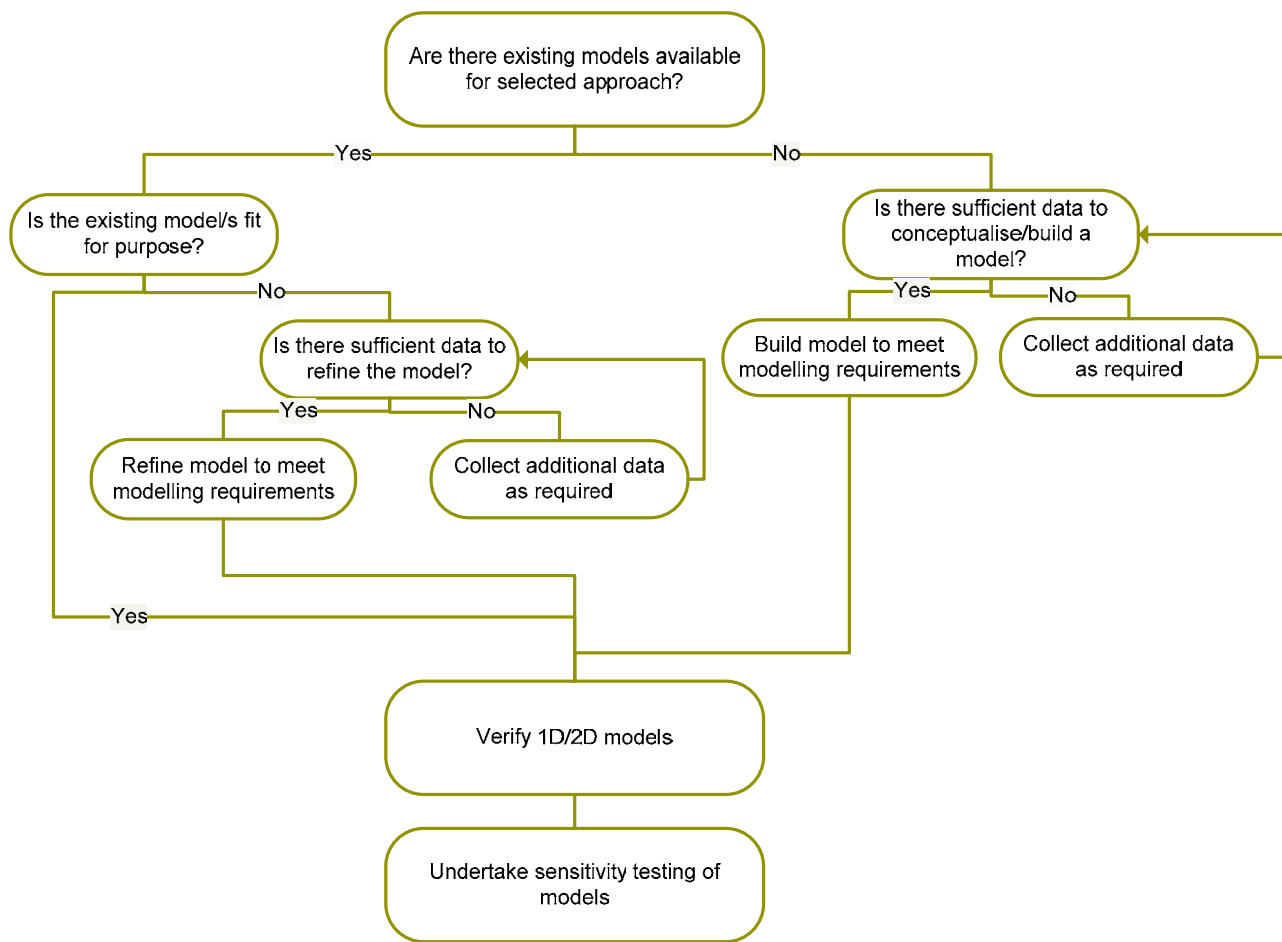 Are there existing models available
for selected approach?
Yes
No
Is the existing model/s fit
for purpose?
Is there sufficient data to
conceptualise/build a
model?
No
Yes
No
Is there sufficient data to
refine the model?
Build model to meet
modelling requirements
Collect additional data
as required
Yes
No
Refine model to meet
modelling requirements
Collect additional data
as required
Yes
Verify 1D/2D models
Undertake sensitivity testing of
models